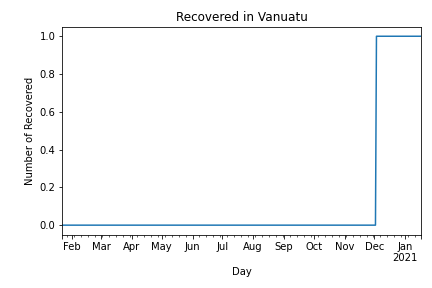 Recovered in Vanuatu
Number of Recovered
1.0
0.8
0.6
0.4
0.2
0.0
Feb Mar Apr May Jun Jul Aug Sep Oct Nov Dec Jan
2021
Day